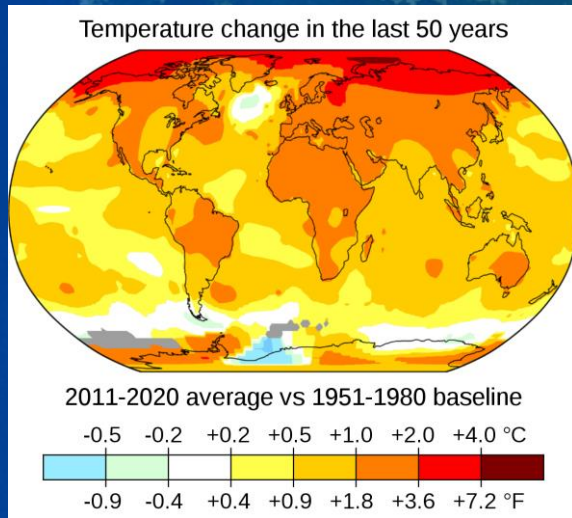 Temperature change in the last 50 years
2011-2020 average vs 1951-1980 baseline
-0.5 -0.2 +0.2 +0.5 +1.0 +2.0 +4.0 °C
-0.9 -0.4 +0.4 +0.9 +1.8 +3.6 +7.2 °F